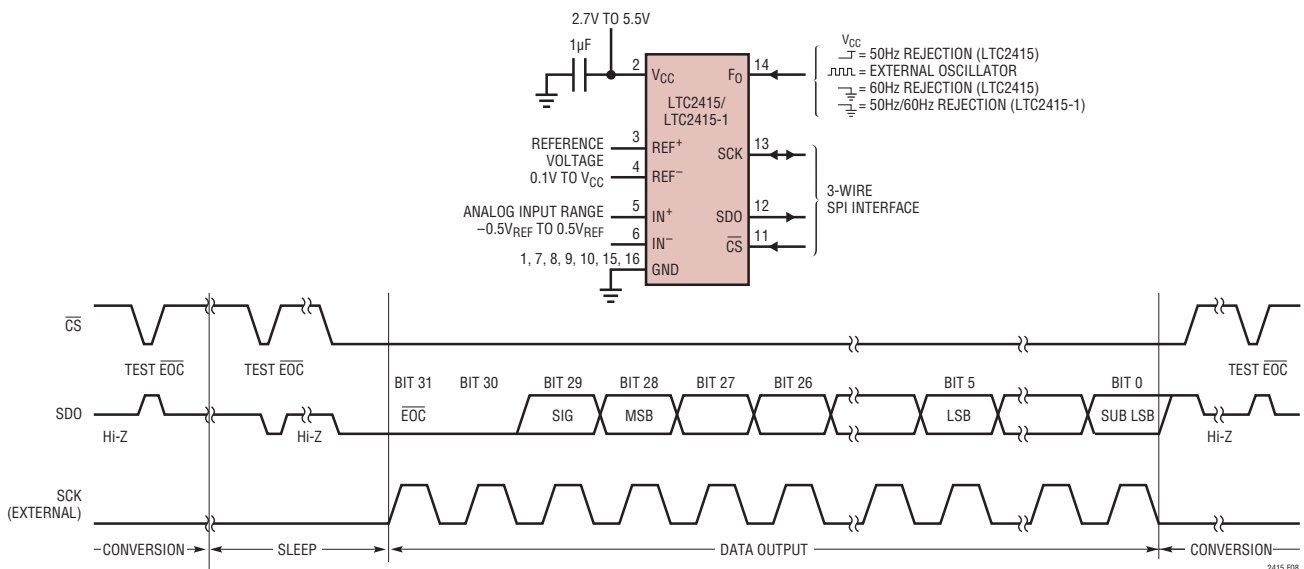 2.7V TO 5.5V
1µF
2
VCC
FO
14
VCC
= 50Hz REJECTION (LTC2415)
= EXTERNAL OSCILLATOR
= 60Hz REJECTION (LTC2415)
= 50Hz/60Hz REJECTION (LTC2415-1)
LTC2415/
LTC2415-1
REFERENCE
VOLTAGE
0.1V TO VCC
3
REF+
4
REF–
SCK
13
3-WIRE
SPI INTERFACE
ANALOG INPUT RANGE
–0.5VREF TO 0.5VREF
5
IN+
6
IN–
SDO
12
CS
11
1, 7, 8, 9, 10, 15, 16
GND
CS
TEST EOC
TEST EOC
TEST EOC
BIT 31
BIT 30
BIT 29
BIT 28
BIT 27
BIT 26
BIT 5
BIT 0
SDO
EOC
SIG
MSB
LSB
SUB LSB
Hi-Z
Hi-Z
Hi-Z
SCK
(EXTERNAL)
CONVERSION
SLEEP
DATA OUTPUT
CONVERSION
2415 F08